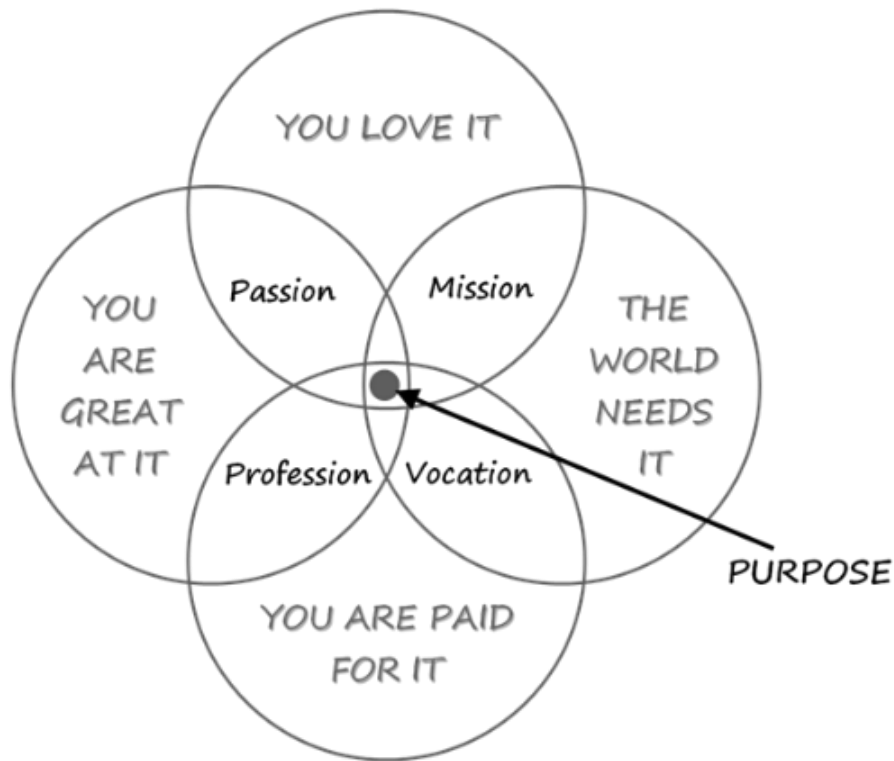 YOU LOVE IT
Passion
Mission
YOU
ARE
GREAT
AT IT
THE
WORLD
NEEDS
IT
Profession
Vocation
PURPOSE
YOU ARE PAID
FOR IT